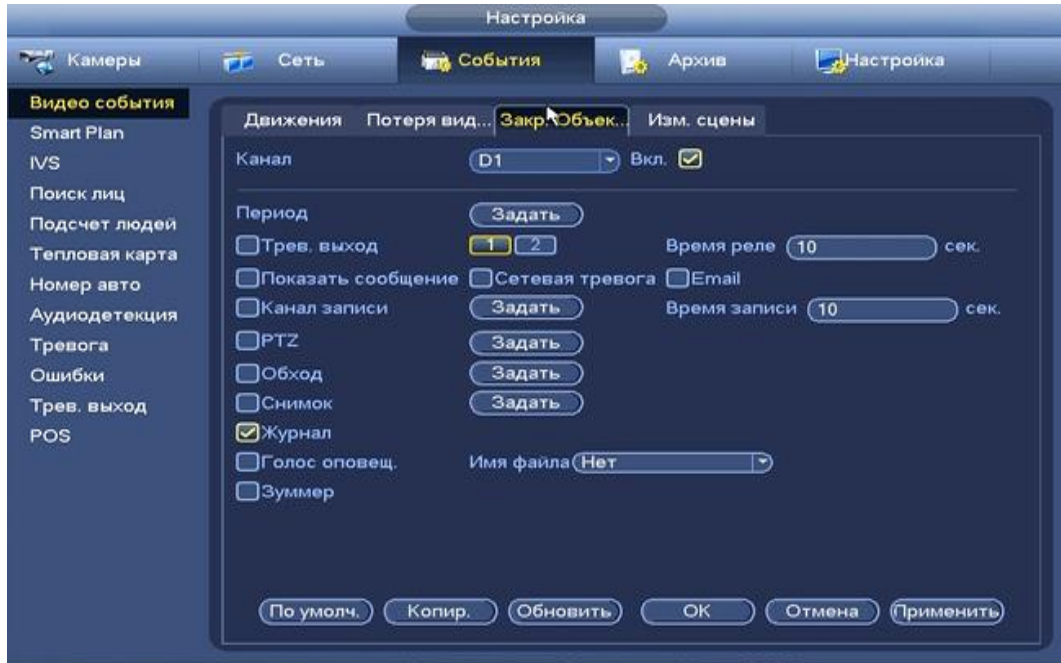 Настройка
Камеры Сеть События Архив Настройка
Видео события
Smart Plan
IVS
Поиск лиц
Подсчет людей
Тепловая карта
Номер авто
Аудиодетекция
Тревога
Ошибки
Трев. выход
POS
Движения Потеря вид... Закр. Объек... Изм. сцены
Канал D1 Вкл.
Период Задать
Трев. выход 1 2 Время реле 10 сек.
Показать сообщение Сетевая тревога Email
Канал записи Задать Время записи 10 сек.
PTZ Задать
Обход Задать
Снимок Задать
Журнал
Голос оповещ. Имя файла Нет
Зуммер
По умолч. Копир. Обновить OK Отмена Применить